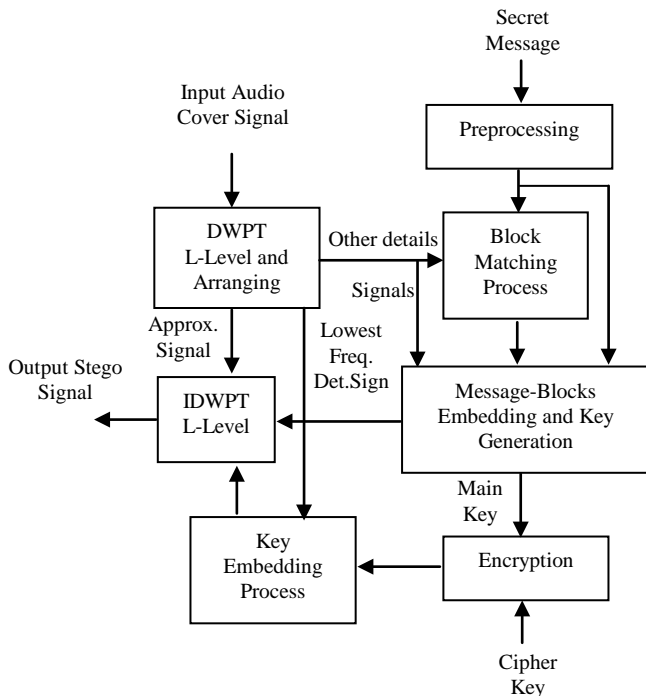 Secret
Message
Input Audio
Cover Signal
Preprocessing
DWPT
L-Level and
Arranging
Other details
Signals
Block
Matching
Process
Approx.
Signal
Lowest
Freq.
Det.Sign
Output Stego
Signal
IDWPT
L-Level
Message-Blocks
Embedding and Key
Generation
Main
Key
Key
Embedding
Process
Encryption
Cipher
Key